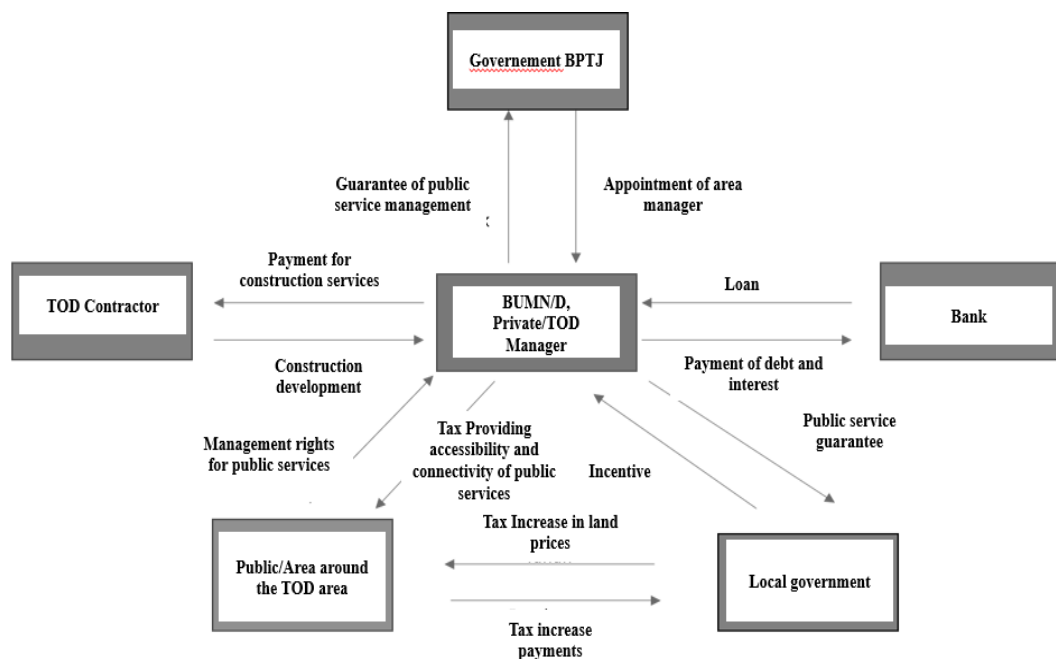 Governement BPTJ
Guarantee of public
service management
Appointment of area
manager
Payment for
construction services
Loan
TOD Contractor
BUMN/D,
Private/TOD
Manager
Bank
Construction
development
Payment of debt and
interest
Management rights
for public services
Tax Providing
accessibility and
connectivity of public
services
Incentive
Public service
guarantee
Tax Increase in land
prices
Public/Area around
the TOD area
Local government
Tax increase
payments